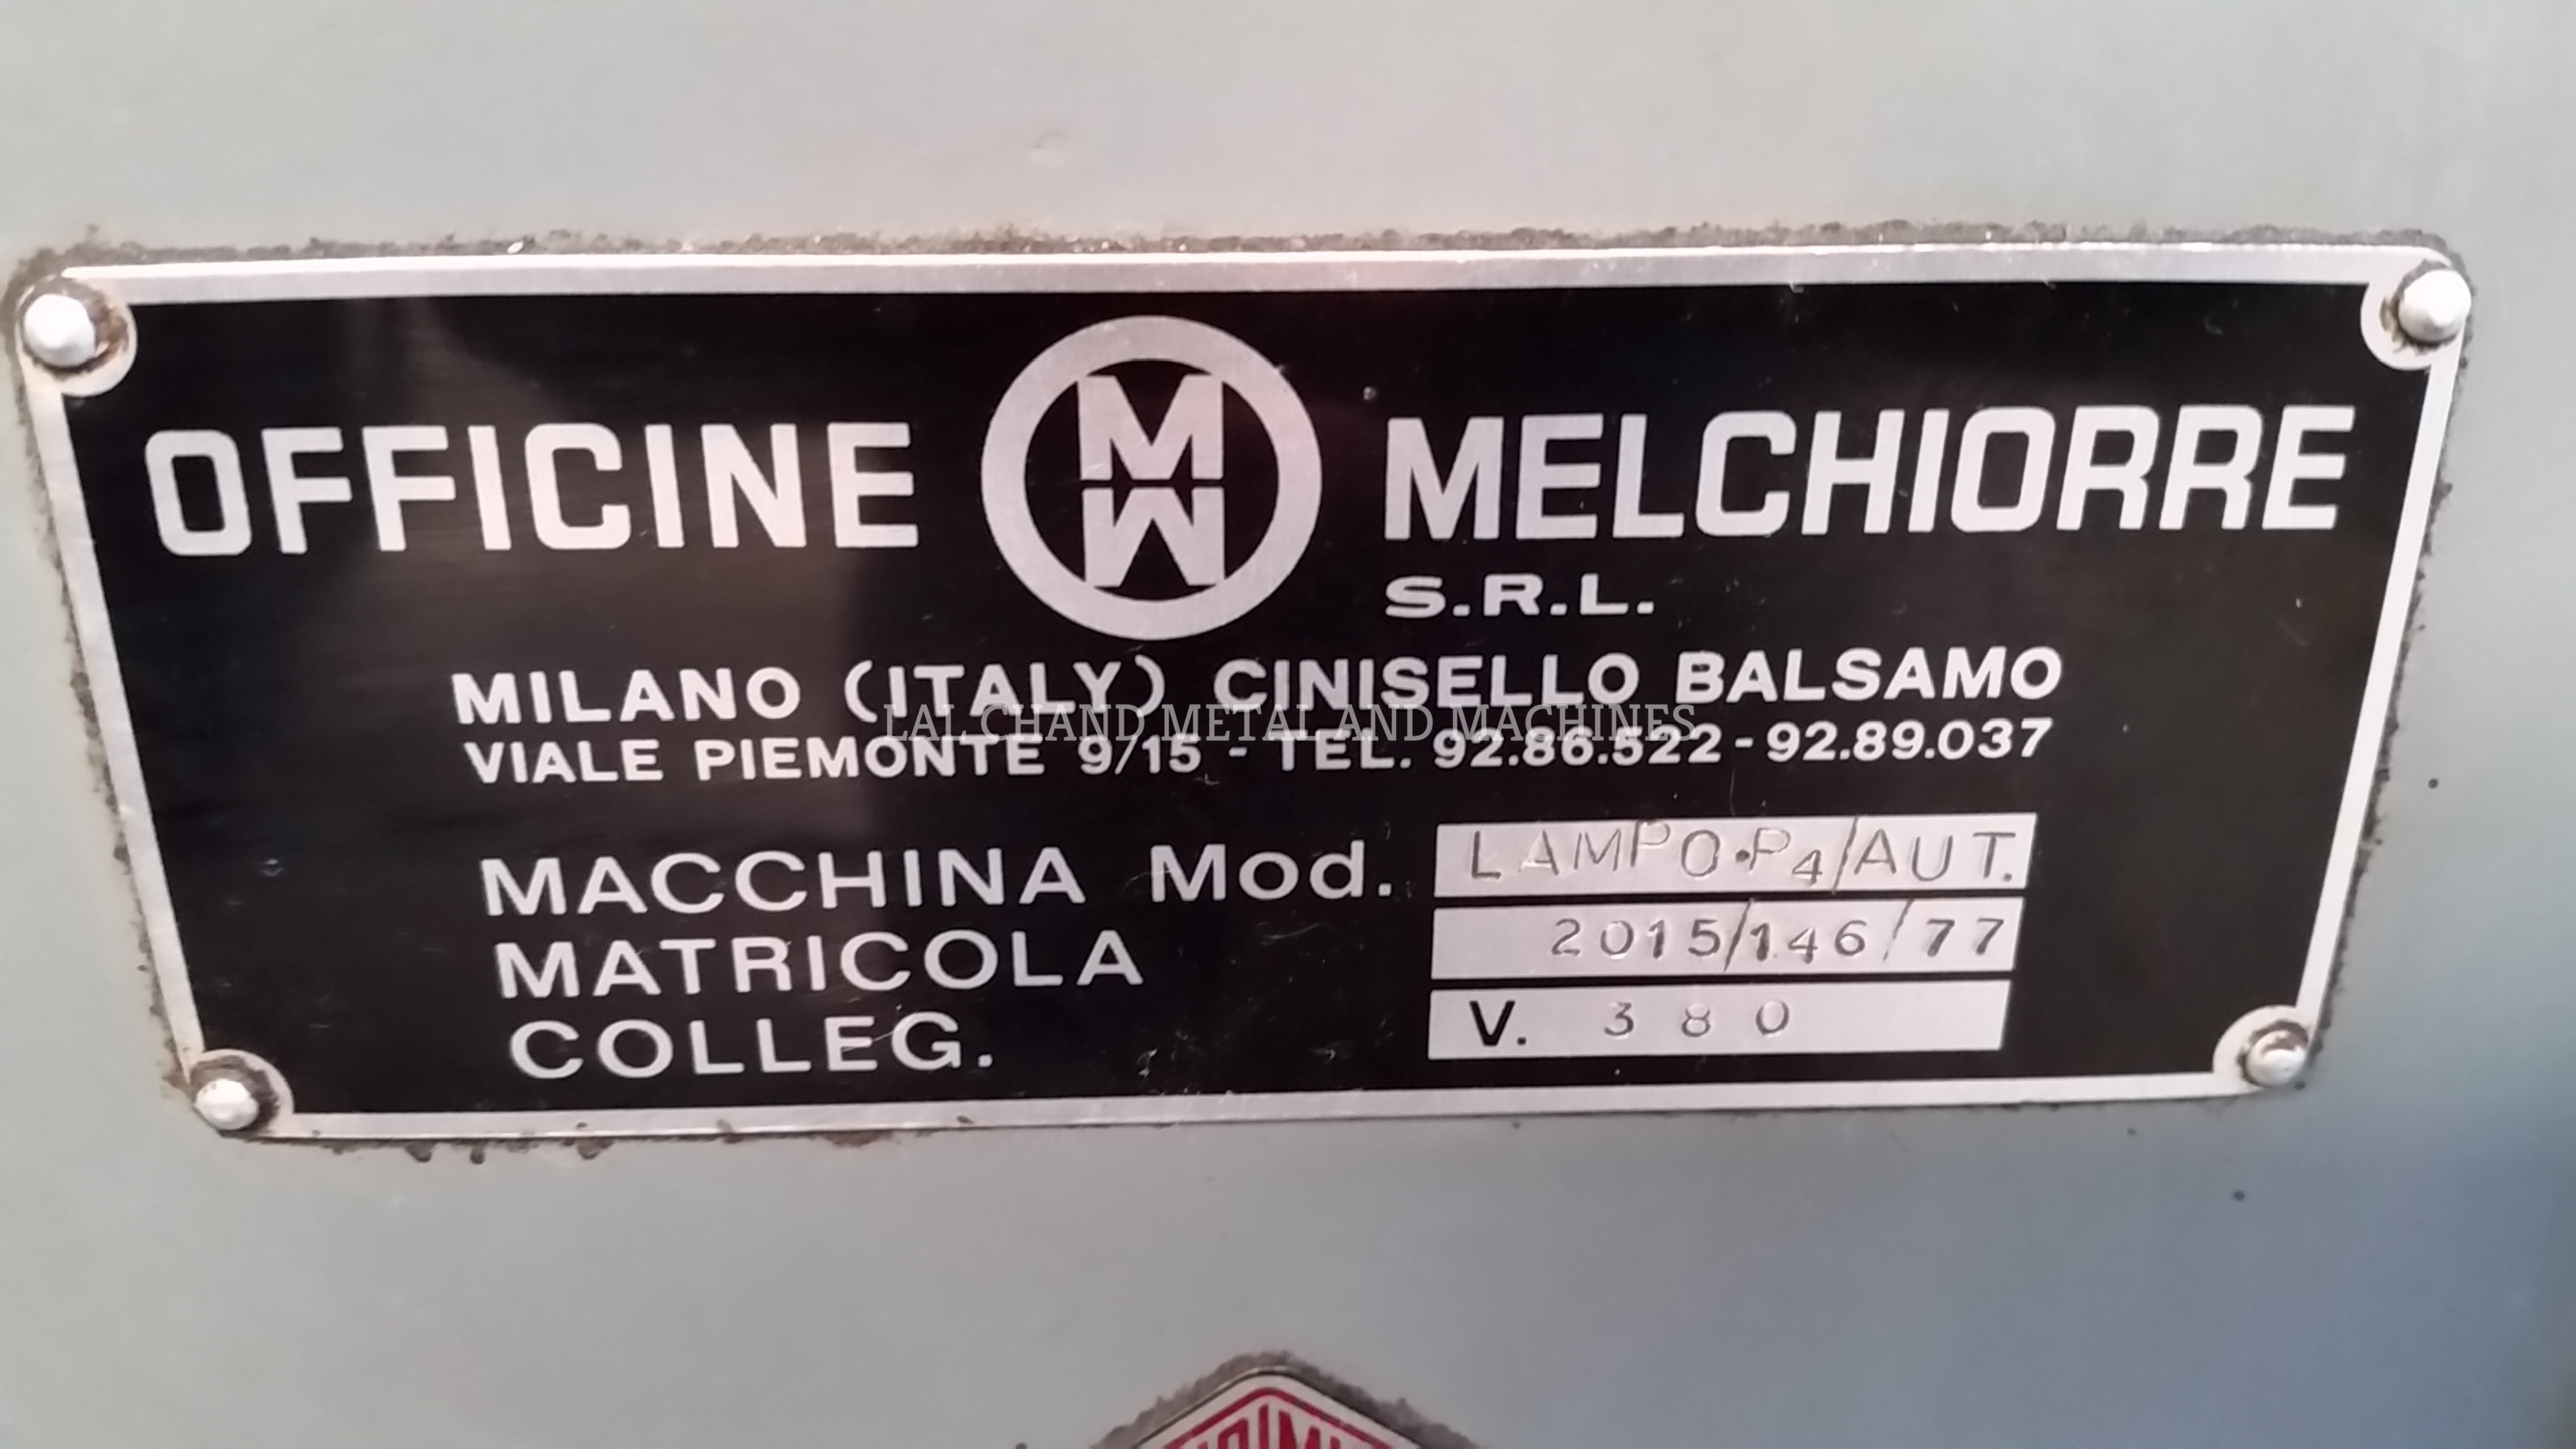 OFFICINE MELCHIORRE
S.R.L.
MILANO (ITALY) CINISELLO BALSAMO
LAL CHAND METAL AND MACHINES
VIALE PIEMONTE 9/15 - TEL. 92.86.522 - 92.89.037
MACCHINA Mod. LAMPO·P4/AUT.
MATRICOLA 2015/146/77
COLLEG. V. 380